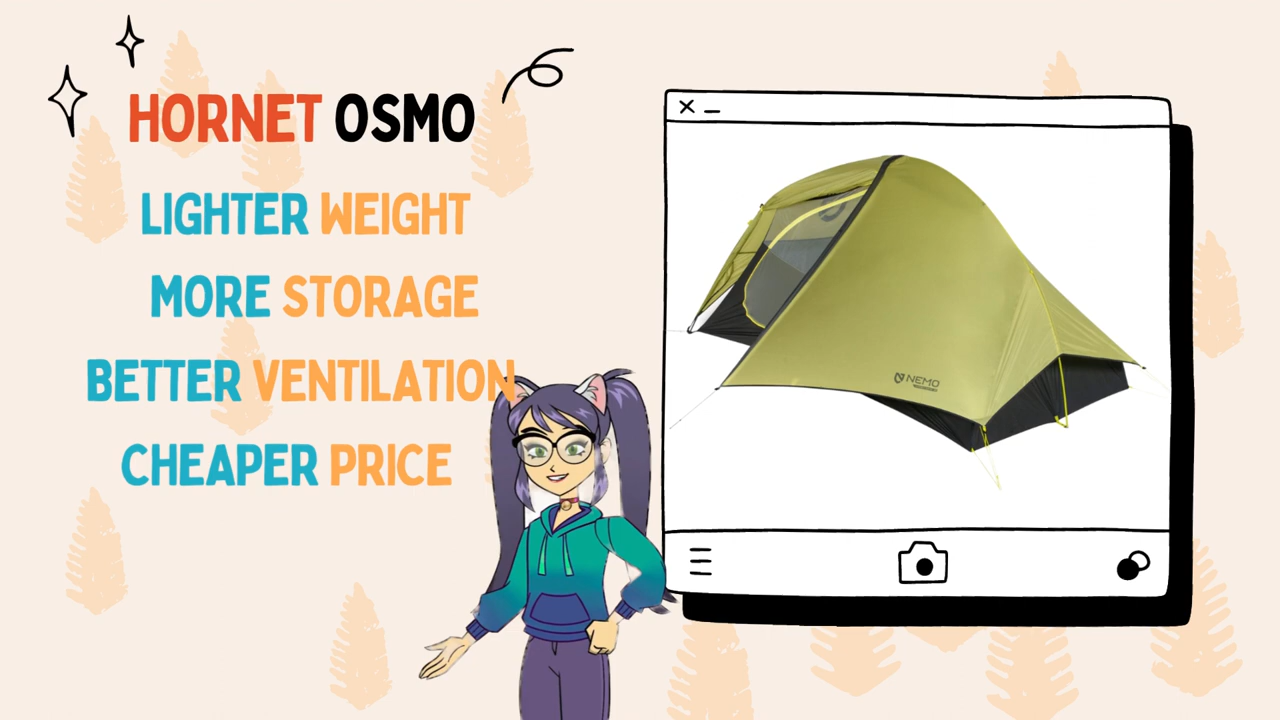 HORNET OSMO
LIGHTER WEIGHT
MORE STORAGE
BETTER VENTILATION
CHEAPER PRICE
NEMO